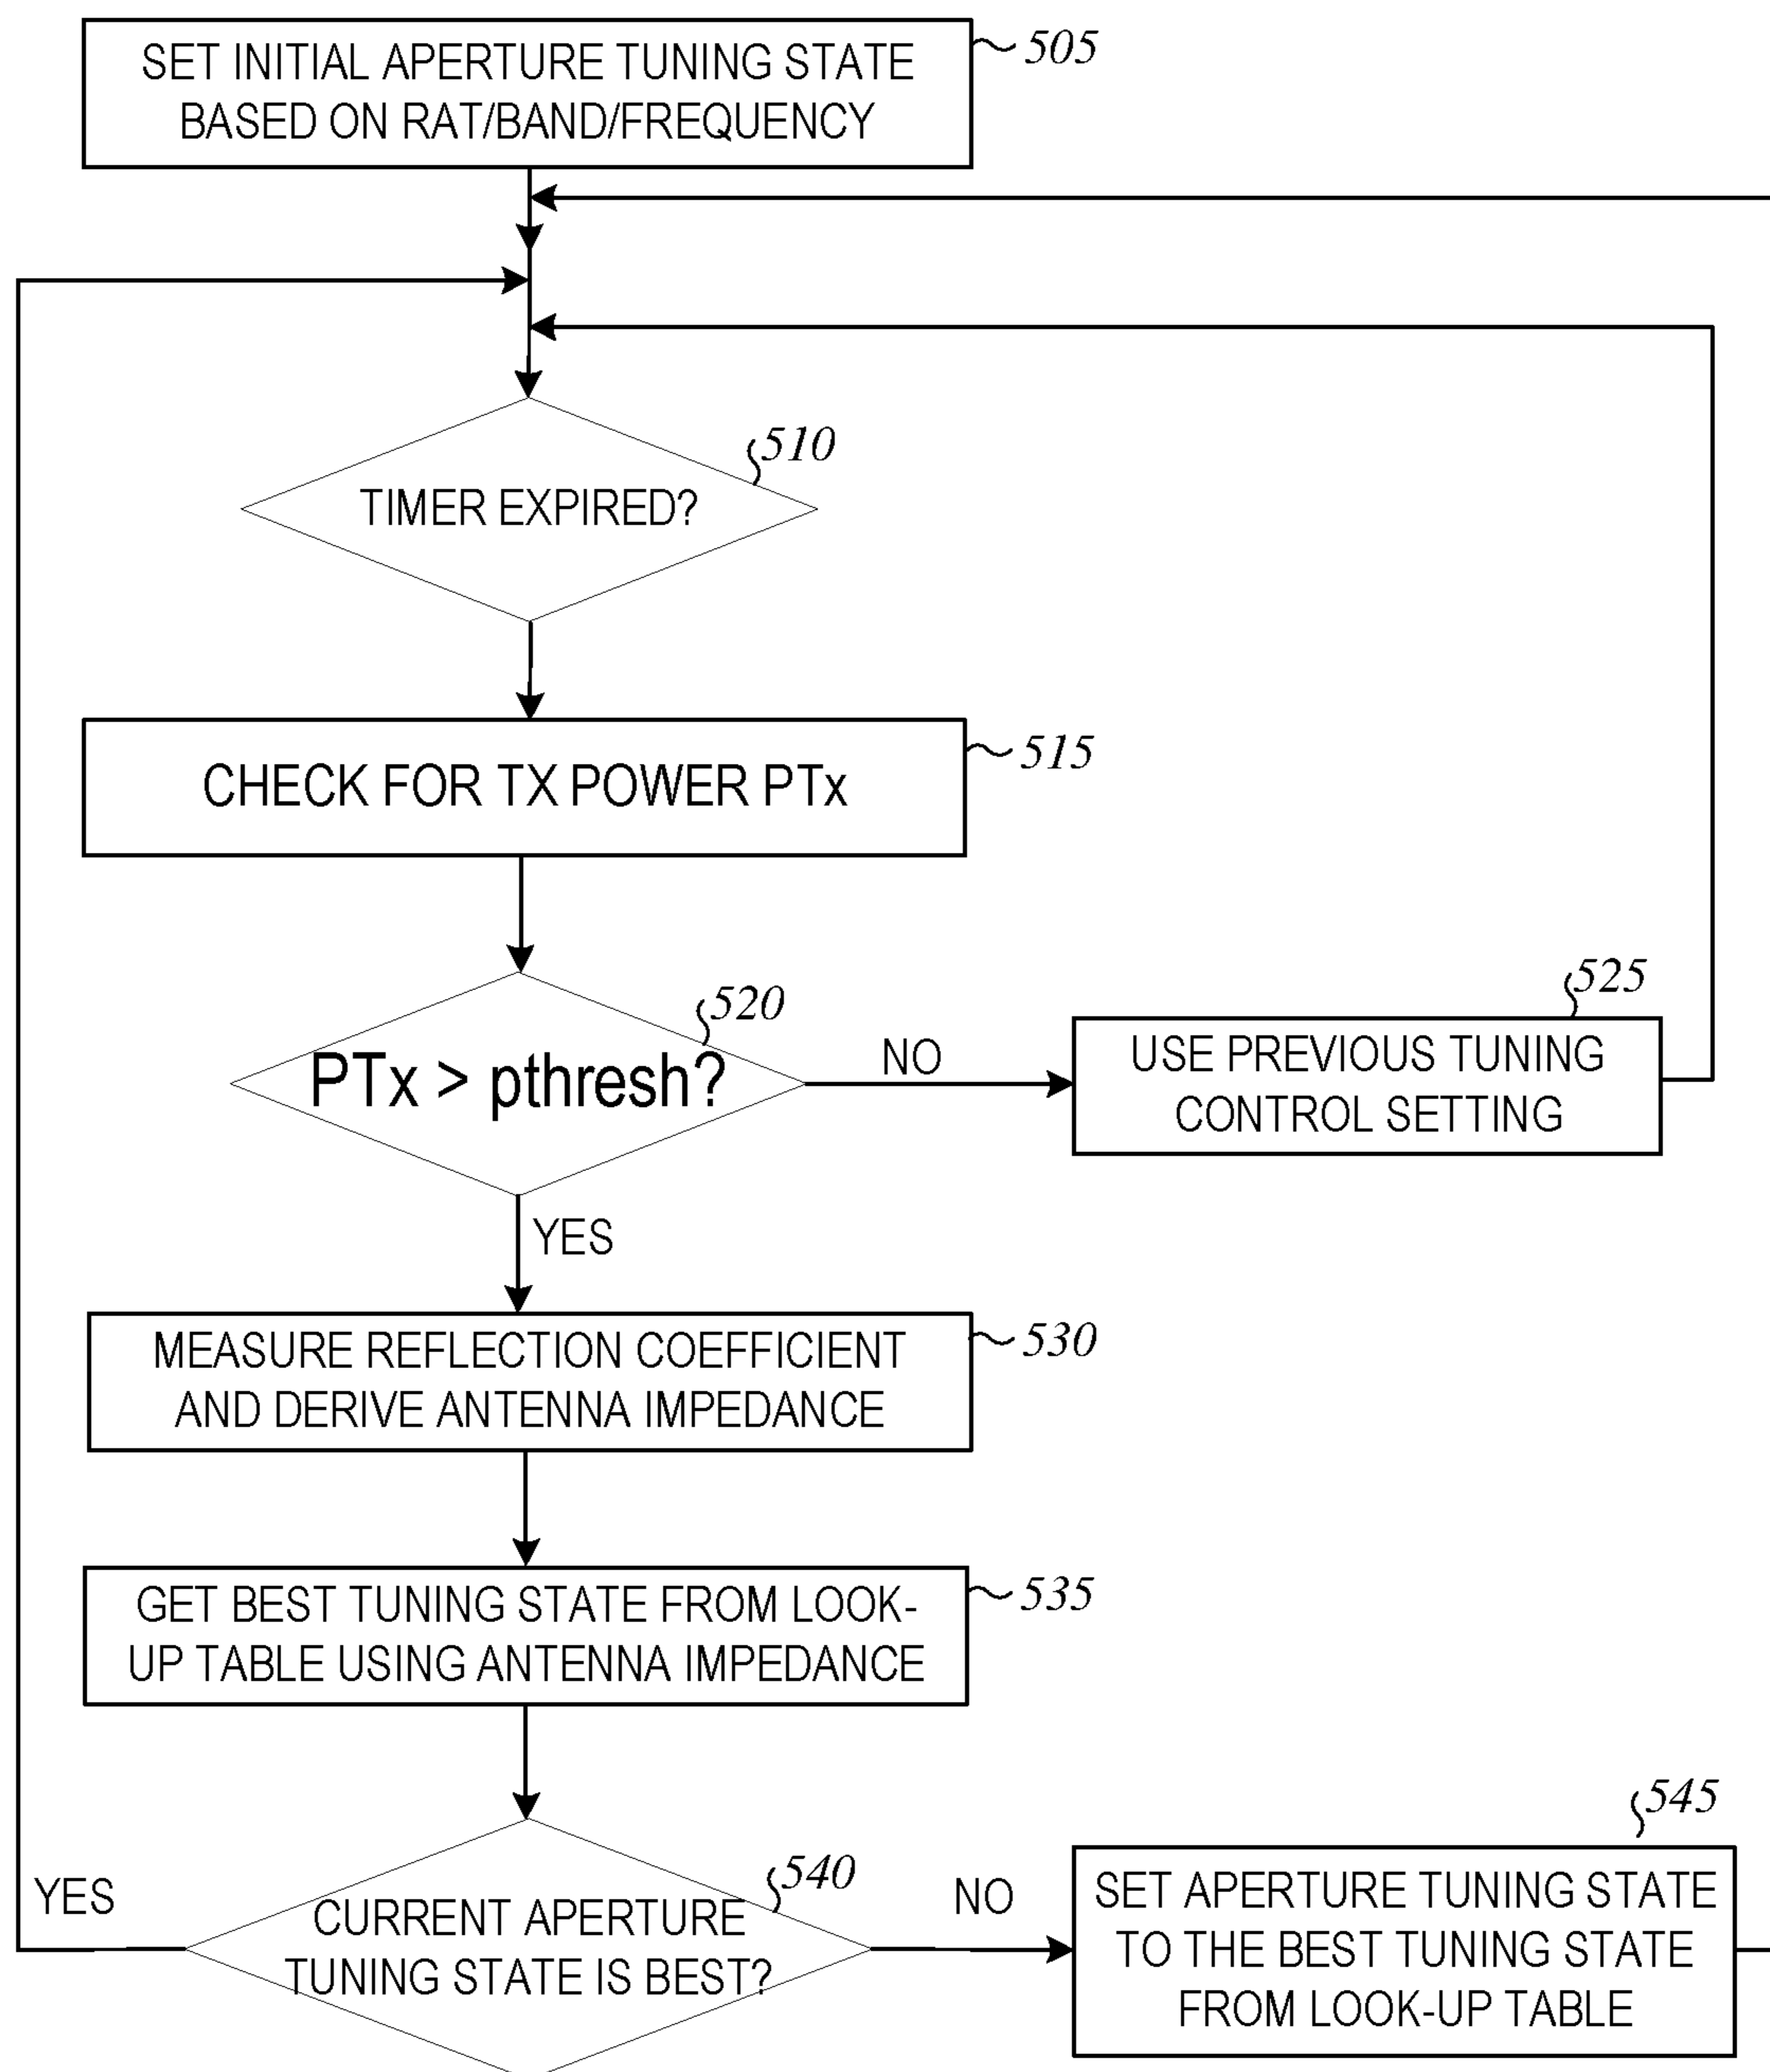 SET INITIAL APERTURE TUNING STATE
BASED ON RAT/BAND/FREQUENCY
505
510
TIMER EXPIRED?
CHECK FOR TX POWER PTx
515
520
PTx > pthresh?
NO
525
USE PREVIOUS TUNING
CONTROL SETTING
YES
MEASURE REFLECTION COEFFICIENT
AND DERIVE ANTENNA IMPEDANCE
530
GET BEST TUNING STATE FROM LOOK-
UP TABLE USING ANTENNA IMPEDANCE
535
YES
540
CURRENT APERTURE
TUNING STATE IS BEST?
NO
545
SET APERTURE TUNING STATE
TO THE BEST TUNING STATE
FROM LOOK-UP TABLE